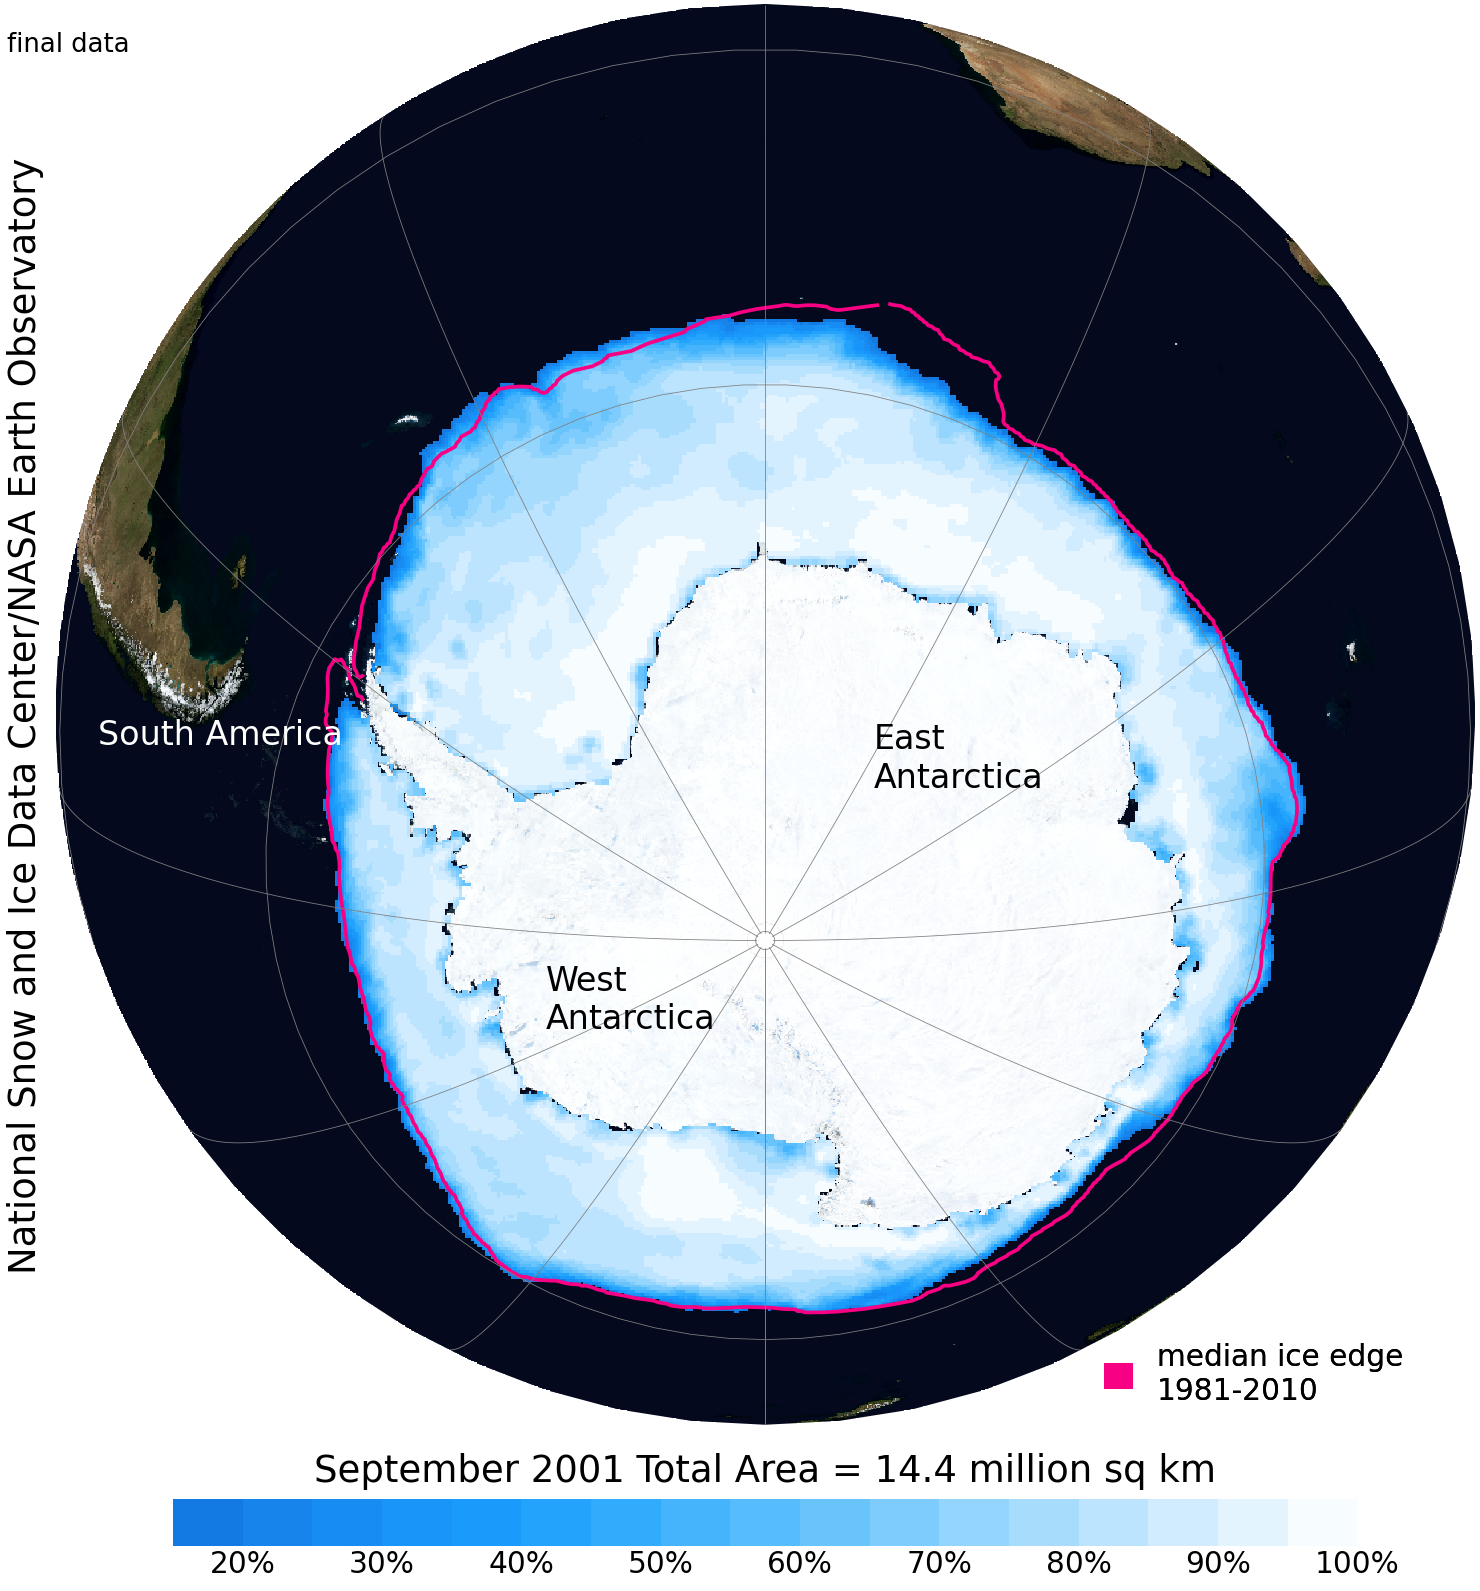 final data
National Snow and Ice Data Center/NASA Earth Observatory
South America
East
Antarctica
West
Antarctica
median ice edge
1981-2010
September 2001 Total Area = 14.4 million sq km
20% 30% 40% 50% 60% 70% 80% 90% 100%